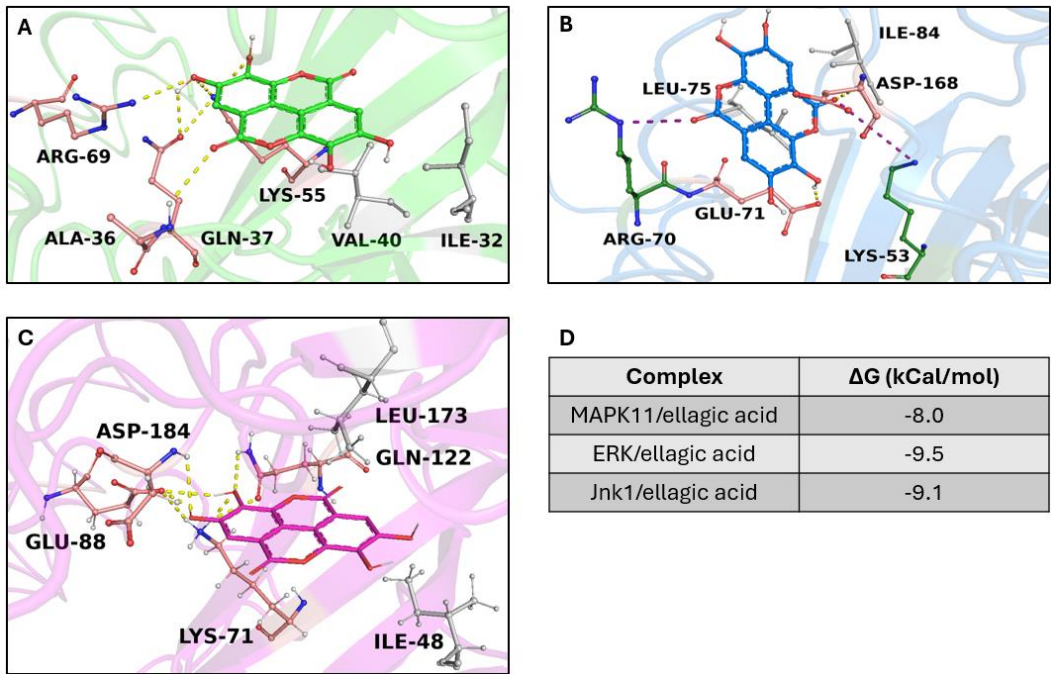 A
ARG-69
LYS-55
ALA-36
GLN-37
VAL-40
ILE-32
B
ILE-84
LEU-75
ASP-168
GLU-71
ARG-70
LYS-53
C
LEU-173
ASP-184
GLN-122
GLU-88
LYS-71
ILE-48
D
Complex ΔG (kCal/mol)
MAPK11/ellagic acid -8.0
ERK/ellagic acid -9.5
Jnk1/ellagic acid -9.1